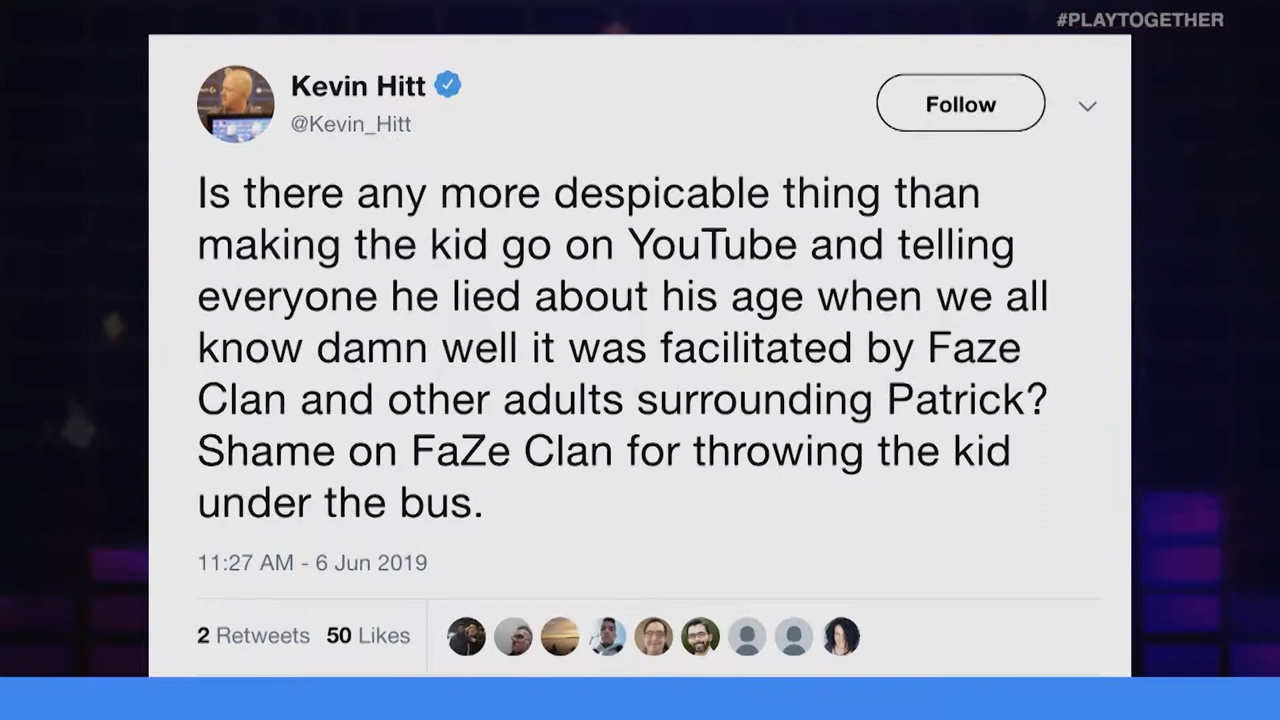 #PLAYTOGETHER
Kevin Hitt
@Kevin_Hitt
Follow
Is there any more despicable thing than
making the kid go on YouTube and telling
everyone he lied about his age when we all
know damn well it was facilitated by Faze
Clan and other adults surrounding Patrick?
Shame on FaZe Clan for throwing the kid
under the bus.
11:27 AM - 6 Jun 2019
2 Retweets 50 Likes